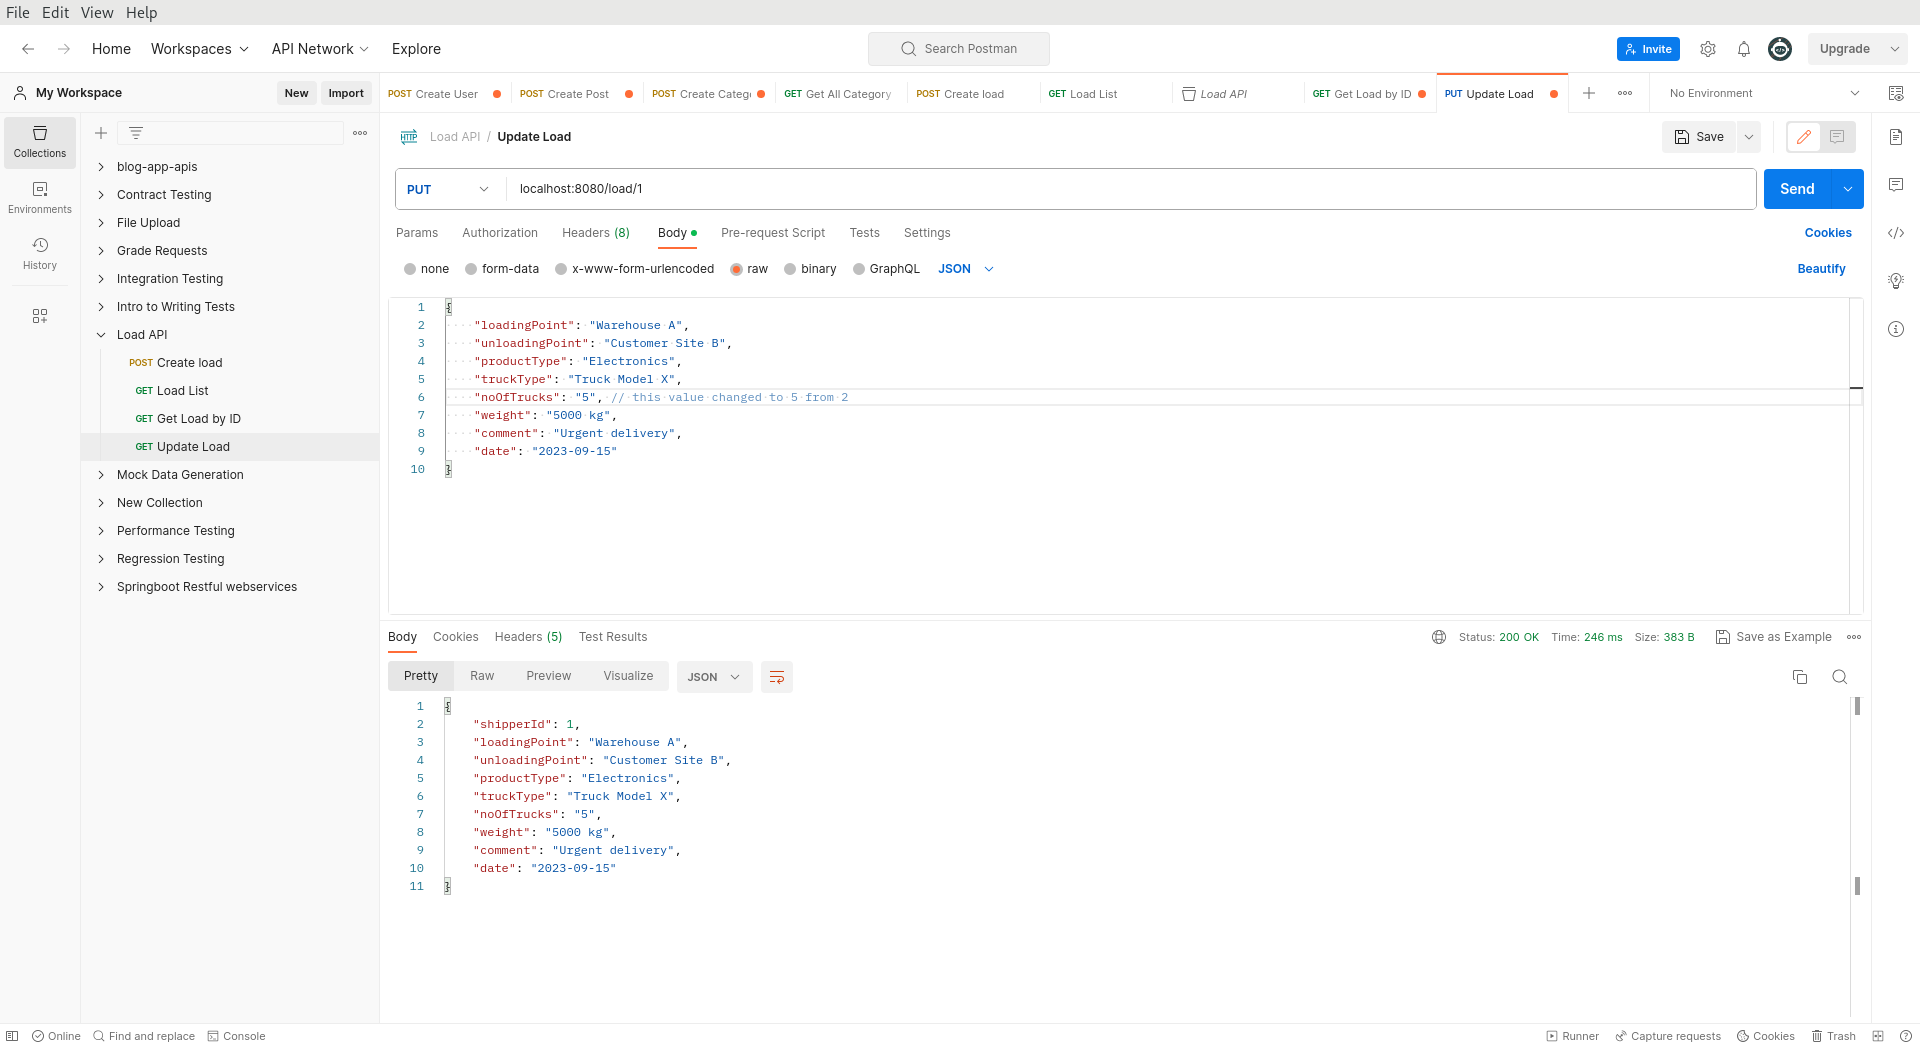 File Edit View Help
Home Workspaces API Network Explore Search Postman Invite Upgrade
My Workspace New Import
POST Create User POST Create Post POST Create Catego GET Get All Category POST Create load GET Load List Load API GET Get Load by ID PUT Update Load No Environment
Collections
Environments
History
blog-app-apis
Contract Testing
File Upload
Grade Requests
Integration Testing
Intro to Writing Tests
Load API
POST Create load
GET Load List
GET Get Load by ID
GET Update Load
Mock Data Generation
New Collection
Performance Testing
Regression Testing
Springboot Restful webservices
HTTP Load API / Update Load Save
PUT localhost:8080/load/1 Send
Params Authorization Headers (8) Body Pre-request Script Tests Settings Cookies
none form-data x-www-form-urlencoded raw binary GraphQL JSON Beautify
1 {
2 "loadingPoint": "Warehouse A",
3 "unloadingPoint": "Customer Site B",
4 "productType": "Electronics",
5 "truckType": "Truck Model X",
6 "noOfTrucks": "5", // this value changed to 5 from 2
7 "weight": "5000 kg",
8 "comment": "Urgent delivery",
9 "date": "2023-09-15"
10 }
Body Cookies Headers (5) Test Results Status: 200 OK Time: 246 ms Size: 383 B Save as Example
Pretty Raw Preview Visualize JSON
1 {
2 "shipperId": 1,
3 "loadingPoint": "Warehouse A",
4 "unloadingPoint": "Customer Site B",
5 "productType": "Electronics",
6 "truckType": "Truck Model X",
7 "noOfTrucks": "5",
8 "weight": "5000 kg",
9 "comment": "Urgent delivery",
10 "date": "2023-09-15"
11 }
Online Find and replace Console Runner Capture requests Cookies Trash